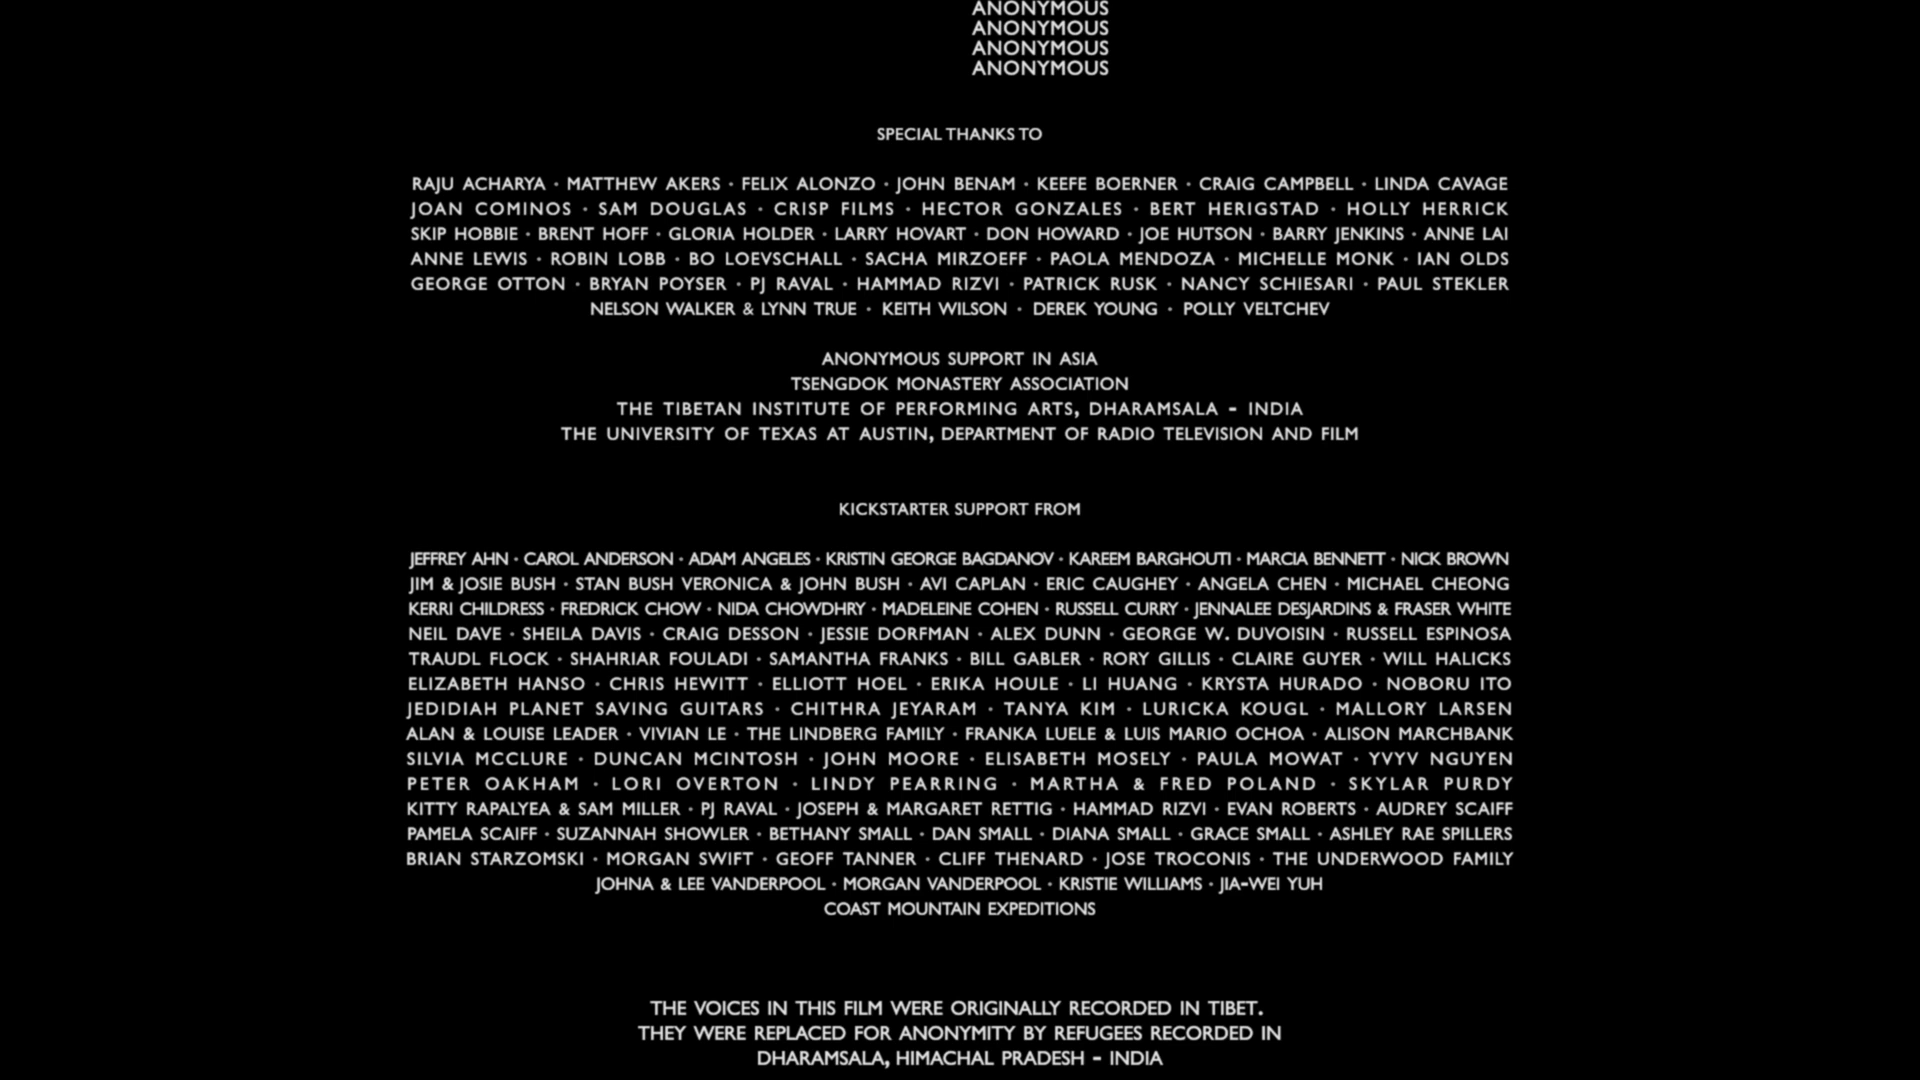 ANONYMOUS
ANONYMOUS
ANONYMOUS
ANONYMOUS
SPECIAL THANKS TO
RAJU ACHARYA · MATTHEW AKERS · FELIX ALONZO · JOHN BENAM · KEEFE BOERNER · CRAIG CAMPBELL · LINDA CAVAGE
JOAN COMINOS · SAM DOUGLAS · CRISP FILMS · HECTOR GONZALES · BERT HERIGSTAD · HOLLY HERRICK
SKIP HOBBIE · BRENT HOFF · GLORIA HOLDER · LARRY HOVART · DON HOWARD · JOE HUTSON · BARRY JENKINS · ANNE LAI
ANNE LEWIS · ROBIN LOBB · BO LOEVSCHALL · SACHA MIRZOEFF · PAOLA MENDOZA · MICHELLE MONK · IAN OLDS
GEORGE OTTON · BRYAN POYSER · PJ RAVAL · HAMMAD RIZVI · PATRICK RUSK · NANCY SCHIESARI · PAUL STEKLER
NELSON WALKER & LYNN TRUE · KEITH WILSON · DEREK YOUNG · POLLY VELTCHEV
ANONYMOUS SUPPORT IN ASIA
TSENGDOK MONASTERY ASSOCIATION
THE TIBETAN INSTITUTE OF PERFORMING ARTS, DHARAMSALA - INDIA
THE UNIVERSITY OF TEXAS AT AUSTIN, DEPARTMENT OF RADIO TELEVISION AND FILM
KICKSTARTER SUPPORT FROM
JEFFREY AHN · CAROL ANDERSON · ADAM ANGELES · KRISTIN GEORGE BAGDANOV · KAREEM BARGHOUTI · MARCIA BENNETT · NICK BROWN
JIM & JOSIE BUSH · STAN BUSH VERONICA & JOHN BUSH · AVI CAPLAN · ERIC CAUGHEY · ANGELA CHEN · MICHAEL CHEONG
KERRI CHILDRESS · FREDRICK CHOW · NIDA CHOWDHRY · MADELEINE COHEN · RUSSELL CURRY · JENNALEE DESJARDINS & FRASER WHITE
NEIL DAVE · SHEILA DAVIS · CRAIG DESSON · JESSIE DORFMAN · ALEX DUNN · GEORGE W. DUVOISIN · RUSSELL ESPINOSA
TRAUDL FLOCK · SHAHRIAR FOULADI · SAMANTHA FRANKS · BILL GABLER · RORY GILLIS · CLAIRE GUYER · WILL HALICKS
ELIZABETH HANSO · CHRIS HEWITT · ELLIOTT HOEL · ERIKA HOULE · LI HUANG · KRYSTA HURADO · NOBORU ITO
JEDIDIAH PLANET SAVING GUITARS · CHITHRA JEYARAM · TANYA KIM · LURICKA KOUGL · MALLORY LARSEN
ALAN & LOUISE LEADER · VIVIAN LE · THE LINDBERG FAMILY · FRANKA LUELE & LUIS MARIO OCHOA · ALISON MARCHBANK
SILVIA MCCLURE · DUNCAN MCINTOSH · JOHN MOORE · ELISABETH MOSELY · PAULA MOWAT · YVYV NGUYEN
PETER OAKHAM · LORI OVERTON · LINDY PEARRING · MARTHA & FRED POLAND · SKYLAR PURDY
KITTY RAPALYEA & SAM MILLER · PJ RAVAL · JOSEPH & MARGARET RETTIG · HAMMAD RIZVI · EVAN ROBERTS · AUDREY SCAIFF
PAMELA SCAIFF · SUZANNAH SHOWLER · BETHANY SMALL · DAN SMALL · DIANA SMALL · GRACE SMALL · ASHLEY RAE SPILLERS
BRIAN STARZOMSKI · MORGAN SWIFT · GEOFF TANNER · CLIFF THENARD · JOSE TROCONIS · THE UNDERWOOD FAMILY
JOHNA & LEE VANDERPOOL · MORGAN VANDERPOOL · KRISTIE WILLIAMS · JIA-WEI YUH
COAST MOUNTAIN EXPEDITIONS
THE VOICES IN THIS FILM WERE ORIGINALLY RECORDED IN TIBET.
THEY WERE REPLACED FOR ANONYMITY BY REFUGEES RECORDED IN
DHARAMSALA, HIMACHAL PRADESH - INDIA